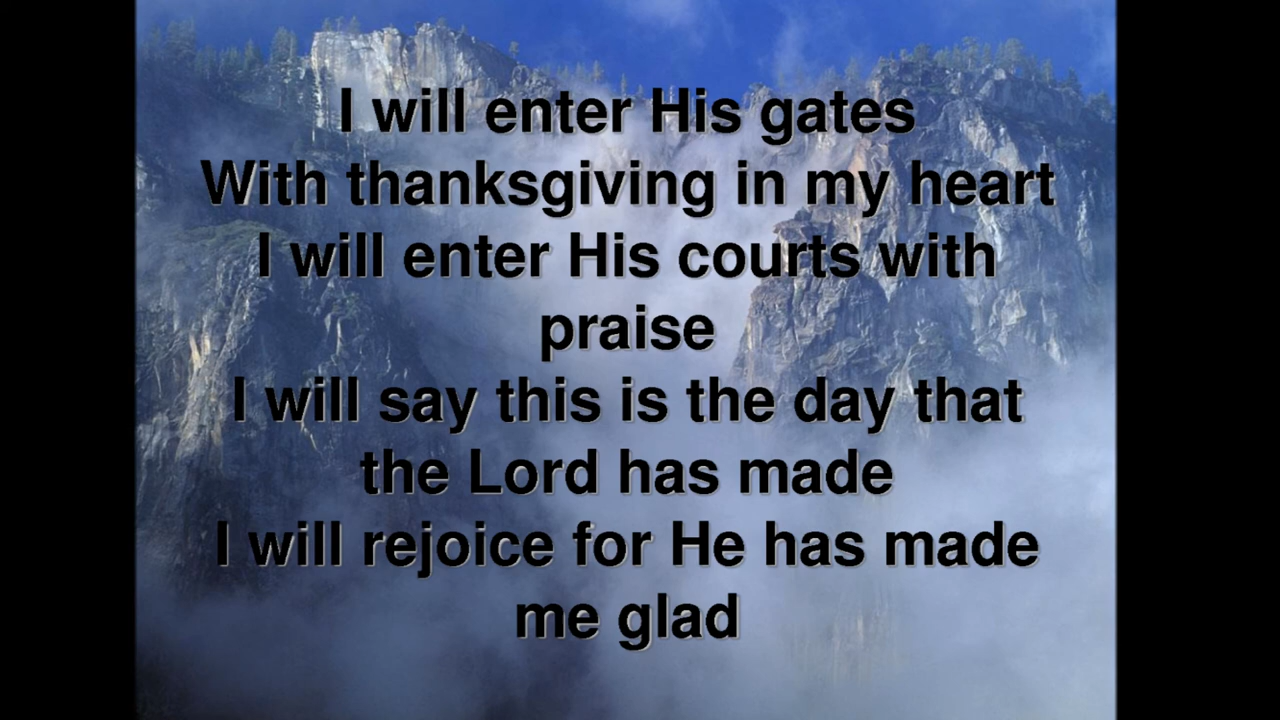 I will enter His gates
With thanksgiving in my heart
I will enter His courts with
praise
I will say this is the day that
the Lord has made
I will rejoice for He has made
me glad